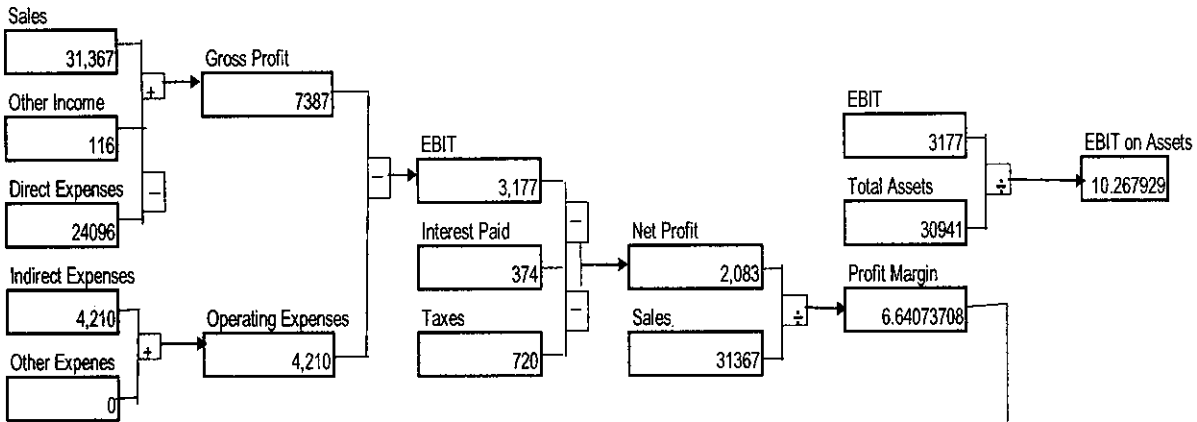 Sales
31,367
Other Income
116
Direct Expenses
24096
Indirect Expenses
4,210
Other Expenes
0
+
−
+
Gross Profit
7387
Operating Expenses
4,210
−
EBIT
3,177
Interest Paid
374
Taxes
720
−
−
Net Profit
2,083
Sales.
31367
÷
EBIT
3177
Total Assets
30941
÷
EBIT on Assets
10.267929
Profit Margin
6.64073708